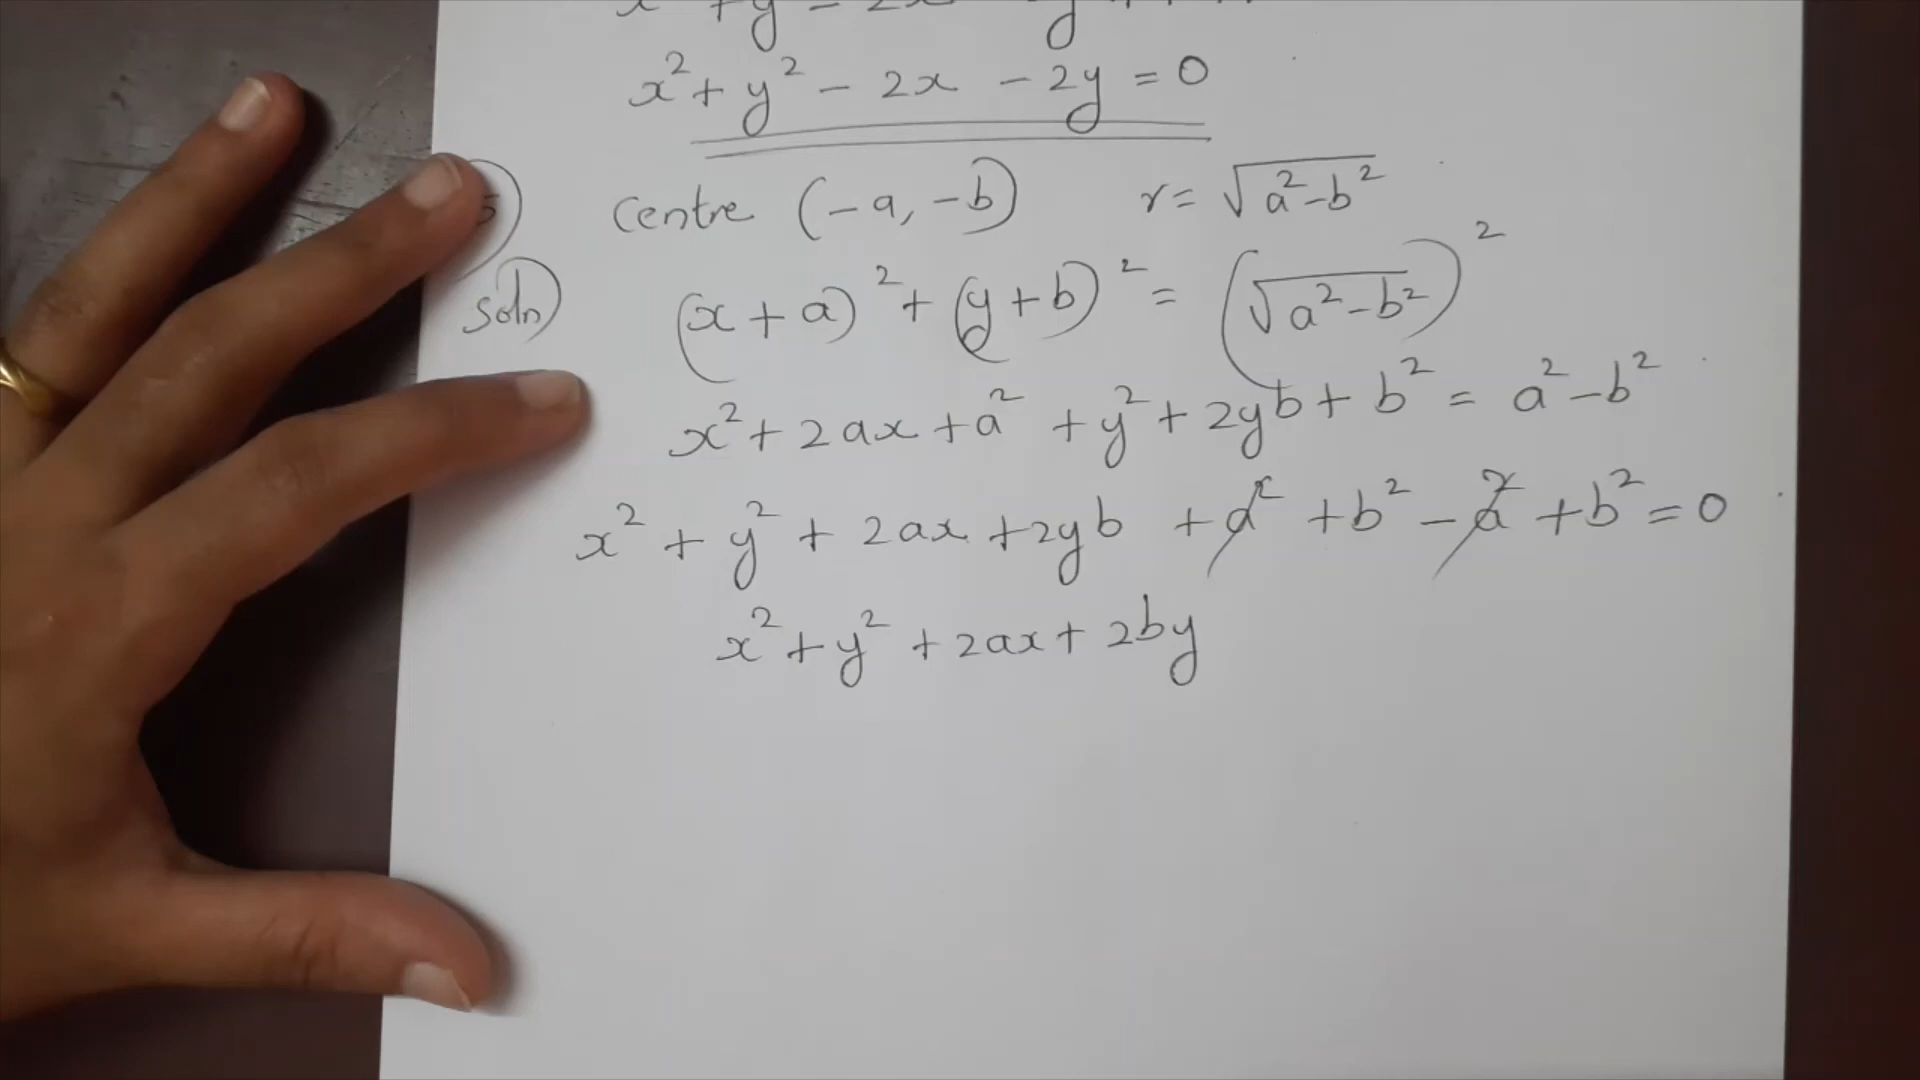 x² + y² - 2x - 2y = 0
5) Centre (-a, -b) r = √(a² - b²)
Soln) (x + a)² + (y + b)² = (√(a² - b²))²
x² + 2ax + a² + y² + 2yb + b² = a² - b²
x² + y² + 2ax + 2yb + a² + b² - a² + b² = 0
x² + y² + 2ax + 2by